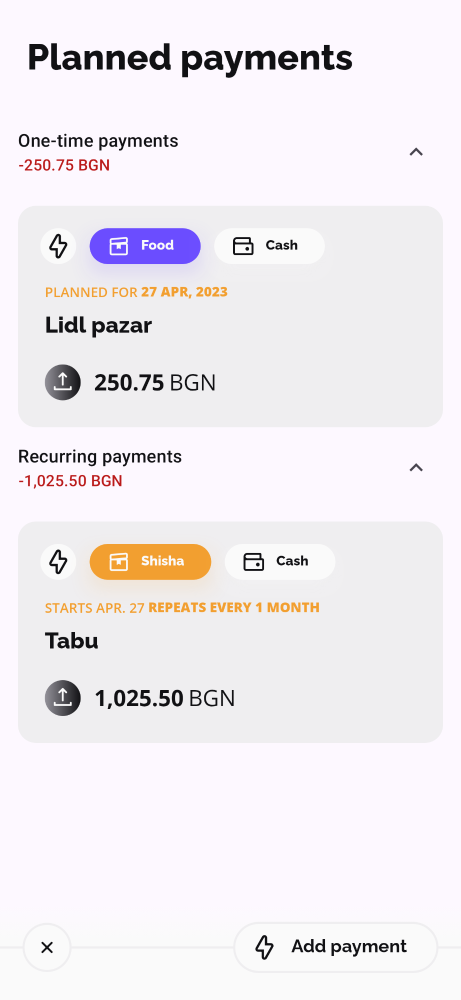 Planned payments
One-time payments
-250.75 BGN
Food
Cash
PLANNED FOR 27 APR, 2023
Lidl pazar
250.75 BGN
Recurring payments
-1,025.50 BGN
Shisha
Cash
STARTS APR. 27 REPEATS EVERY 1 MONTH
Tabu
1,025.50 BGN
Add payment